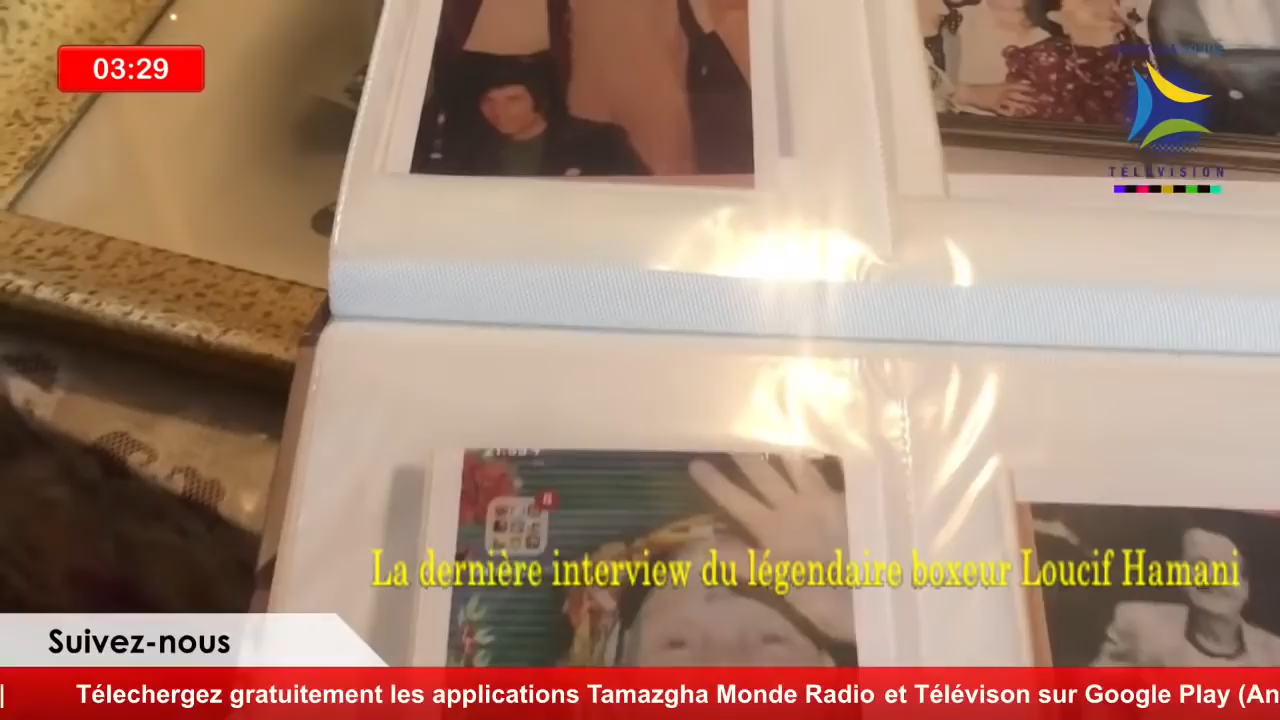 03:29
TÉLÉVISION
La dernière interview du légendaire boxeur Loucif Hamani
Suivez-nous
| Télechergez gratuitement les applications Tamazgha Monde Radio et Télévison sur Google Play (An